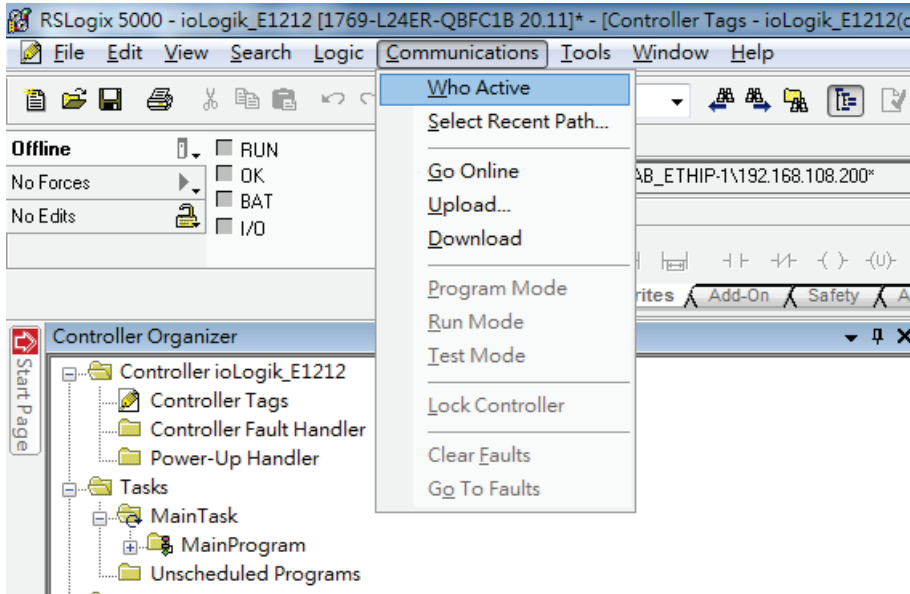 RSLogix 5000 - ioLogik_E1212 [1769-L24ER-QBFC1B 20.11]* - [Controller Tags - ioLogik_E1212(c
File Edit View Search Logic Communications Tools Window Help
Who Active
Select Recent Path...
Go Online
Upload...
Download
Program Mode
Run Mode
Test Mode
Lock Controller
Clear Faults
Go To Faults
Offline
RUN
No Forces
OK
BAT
No Edits
I/O
AB_ETHIP-1\192.168.108.200*
rites Add-On Safety A
Start Page
Controller Organizer
Controller ioLogik_E1212
Controller Tags
Controller Fault Handler
Power-Up Handler
Tasks
MainTask
MainProgram
Unscheduled Programs